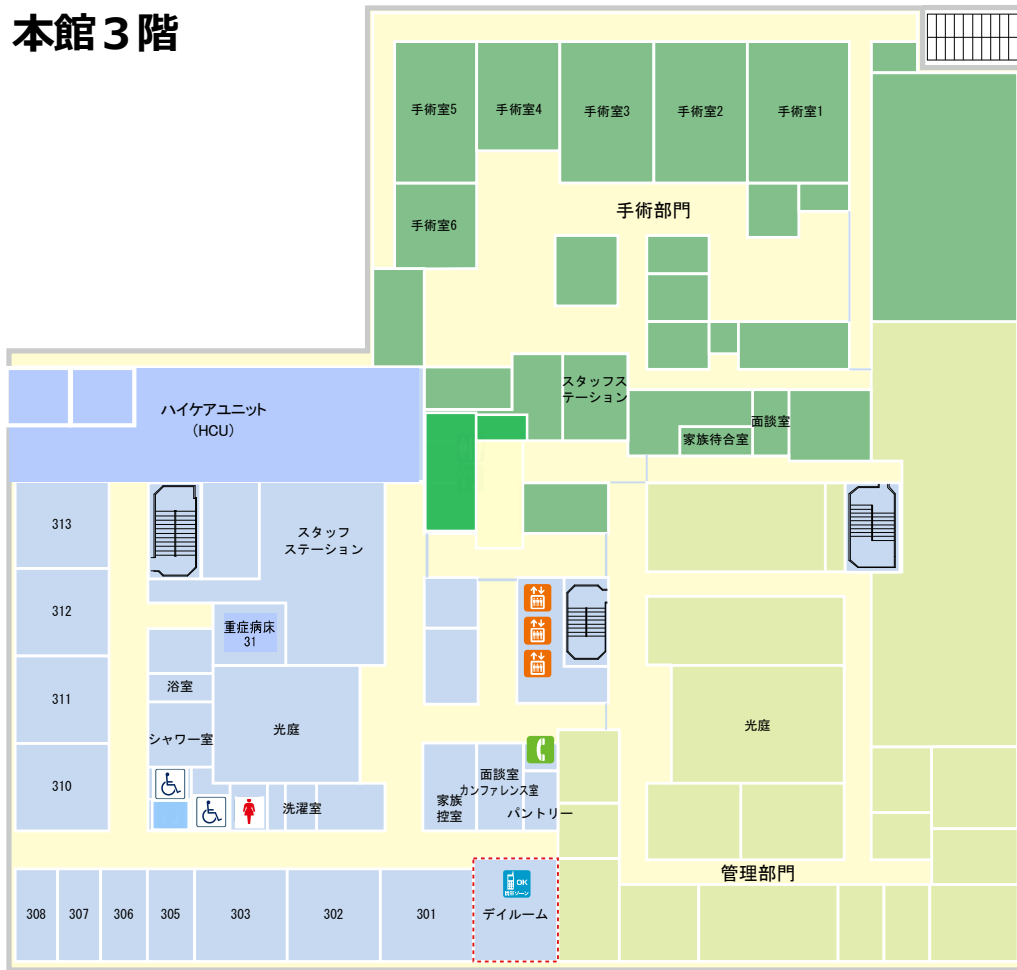 本館３階
手術室5
手術室4
手術室3
手術室2
手術室1
手術室6
手術部門
スタッフス
テーション
面談室
家族待合室
ハイケアユニット
(HCU)
313
スタッフ
ステーション
312
重症病床
31
浴室
311
シャワー室
光庭
光庭
310
面談室
カンファレンス室
家族
控室
パントリー
洗濯室
管理部門
308
307
306
305
303
302
301
OK
デイルーム